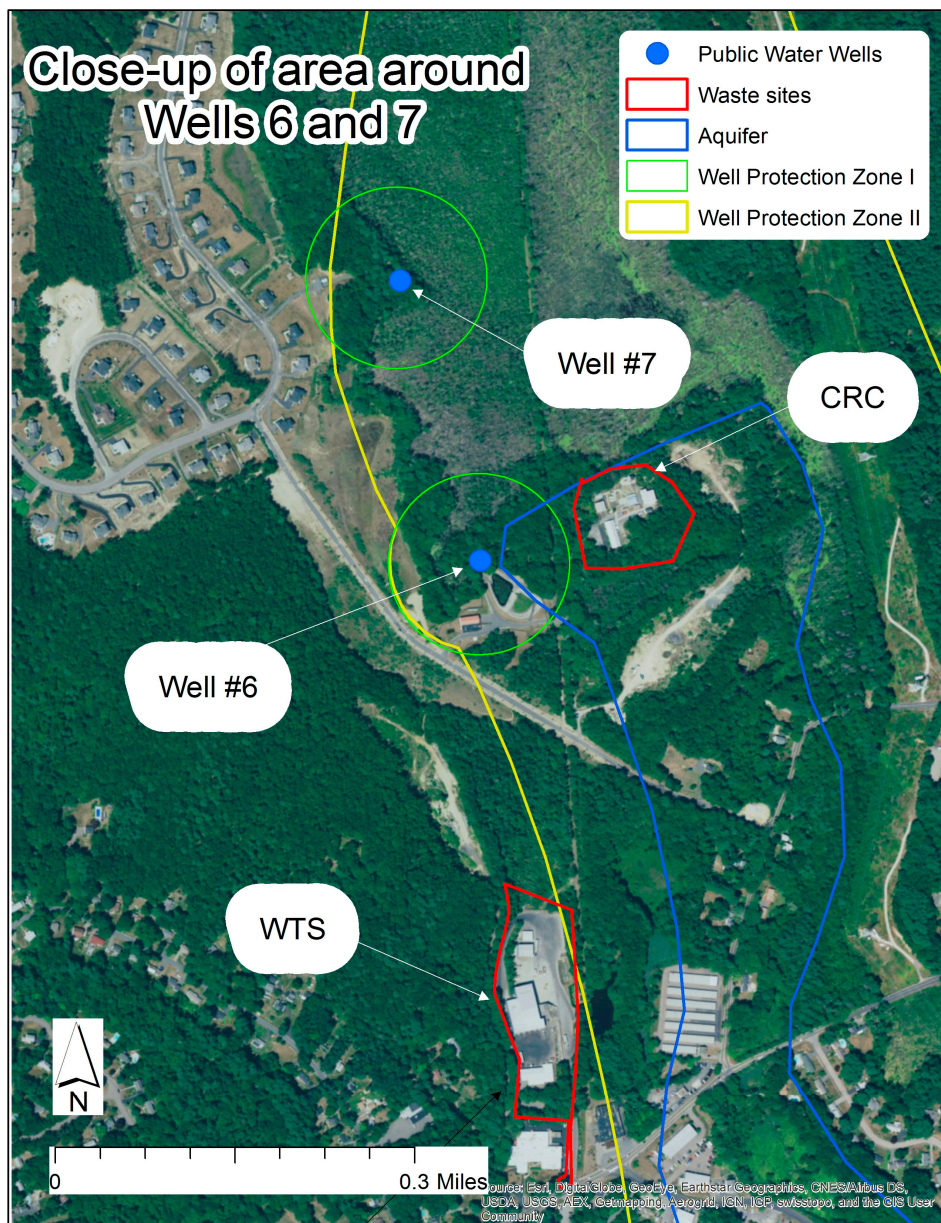 Close-up of area around
Wells 6 and 7
Public Water Wells
Waste sites
Aquifer
Well Protection Zone I
Well Protection Zone II
Well #7
CRC
Well #6
WTS
N
0
0.3 Miles
Source: Esri, DigitalGlobe, GeoEye, Earthstar Geographics, CNES/Airbus DS,
USDA, USGS, AEX, Getmapping, Aerogrid, IGN, IGP, swisstopo, and the GIS User
Community